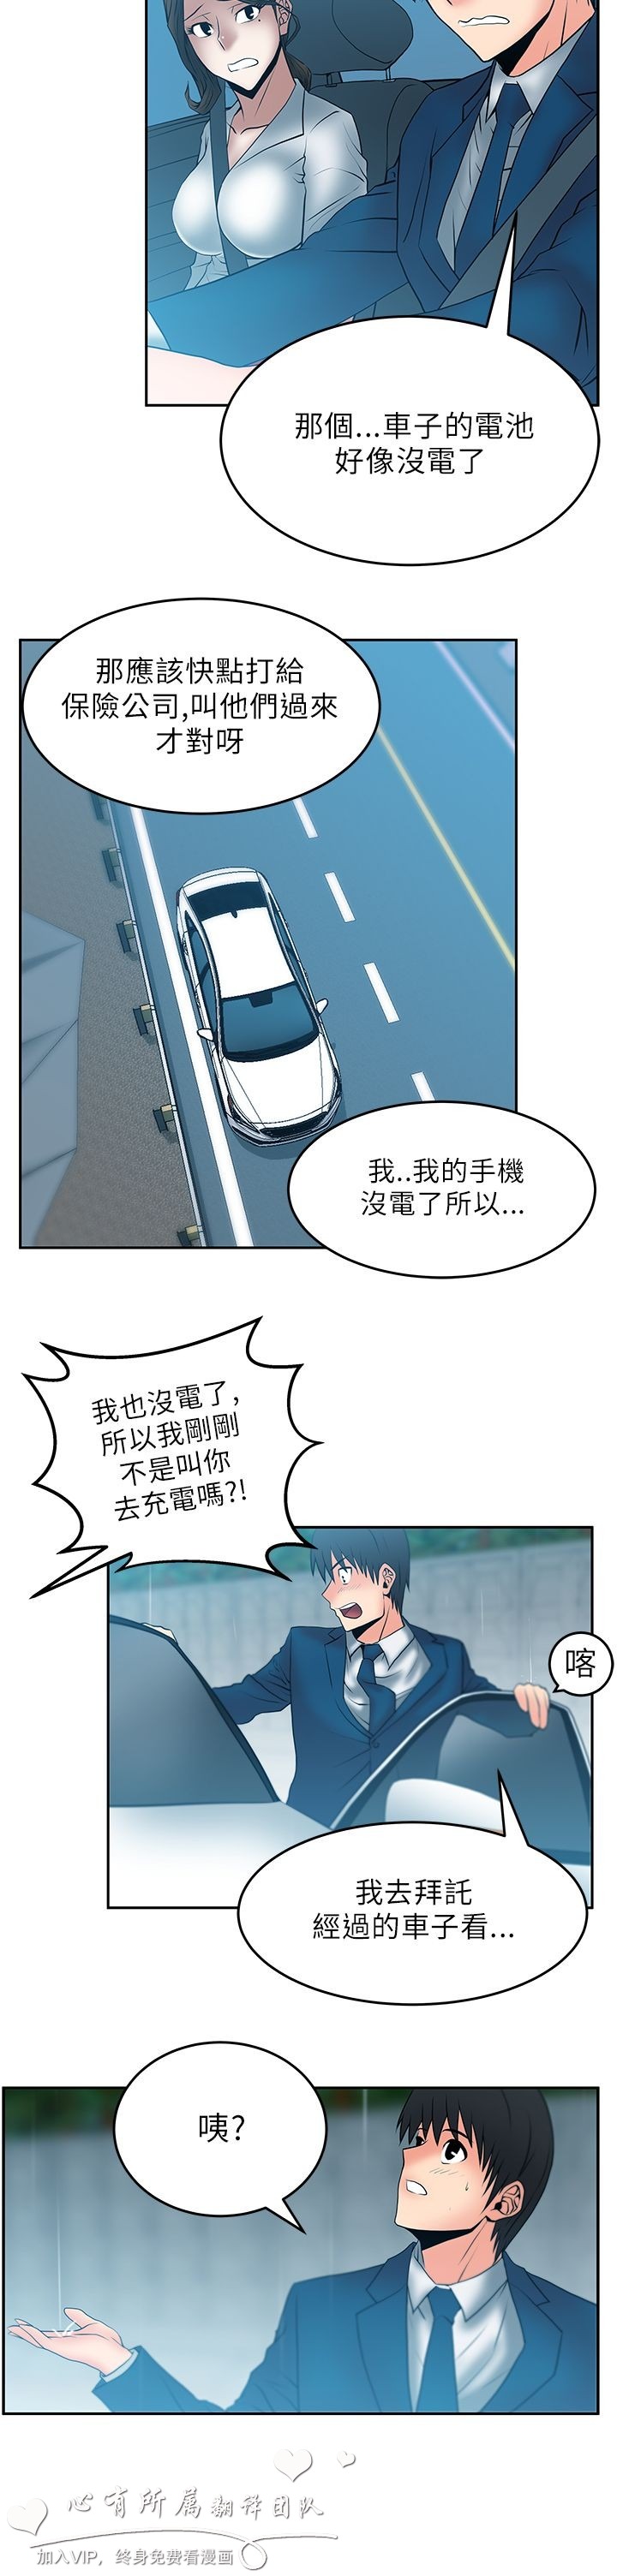 那個...車子的電池
好像沒電了
那應該快點打給
保險公司,叫他們過來
才對呀
我..我的手機
沒電了所以...
我也沒電了,
所以我剛剛
不是叫你
去充電嗎?!
喀
我去拜託
經過的車子看...
咦?
心有所属翻译团队
加入VIP，终身免费看漫画